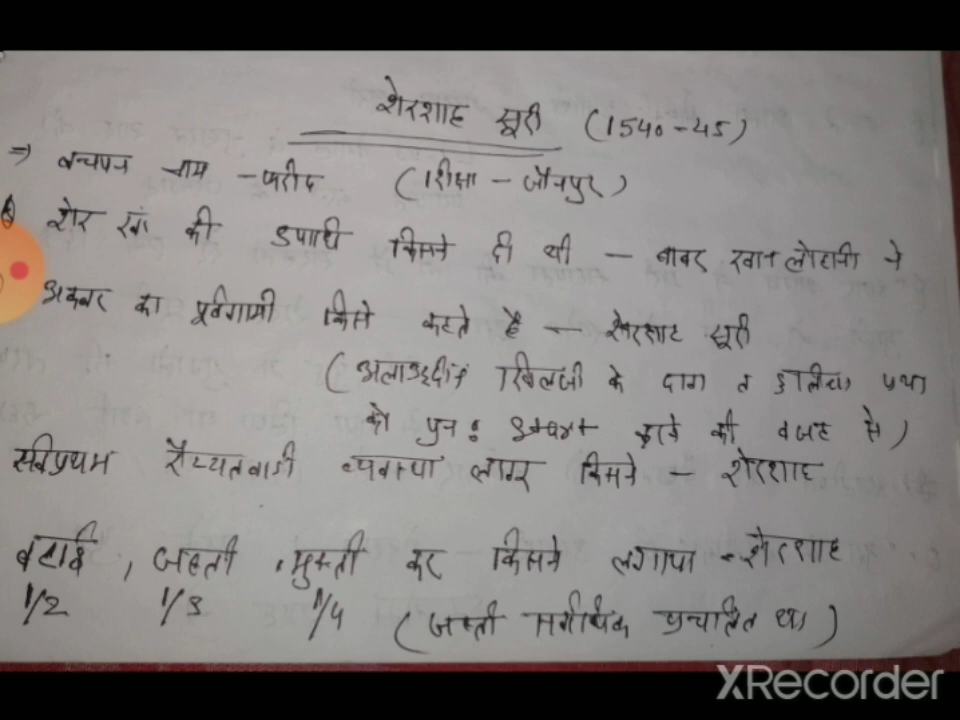 शेरशाह सूरी (1540-45)
⇒ बचपन नाम - फरीद (शिक्षा - जौनपुर)
शेर खां की उपाधी किसने दी थी - बाबर खान लोहानी ने
अकबर का पूर्वगामी किसे कहते है - शेरशाह सूरी
(अलाउद्दीन खिलजी के दाग व हुलिया प्रथा
को पुनः करने की वजह से)
सर्वप्रथम रैय्यतवाडी व्यवस्था लागू किसने - शेरशाह
बटाई, जब्ती, मुक्ती कर किसने लगाया - शेरशाह
1/2 1/3 1/4 (जब्ती सर्वाधिक प्रचलित था)
XRecorder